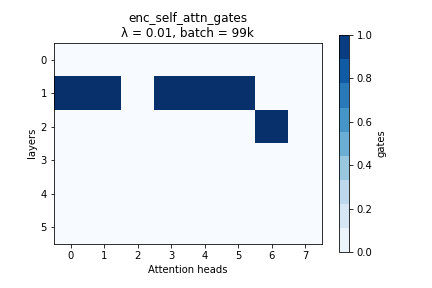 enc_self_attn_gates
λ = 0.01, batch = 99k
layers
0
1
2
3
4
5
0 1 2 3 4 5 6 7
Attention heads
1.0
0.8
0.6
0.4
0.2
0.0
gates